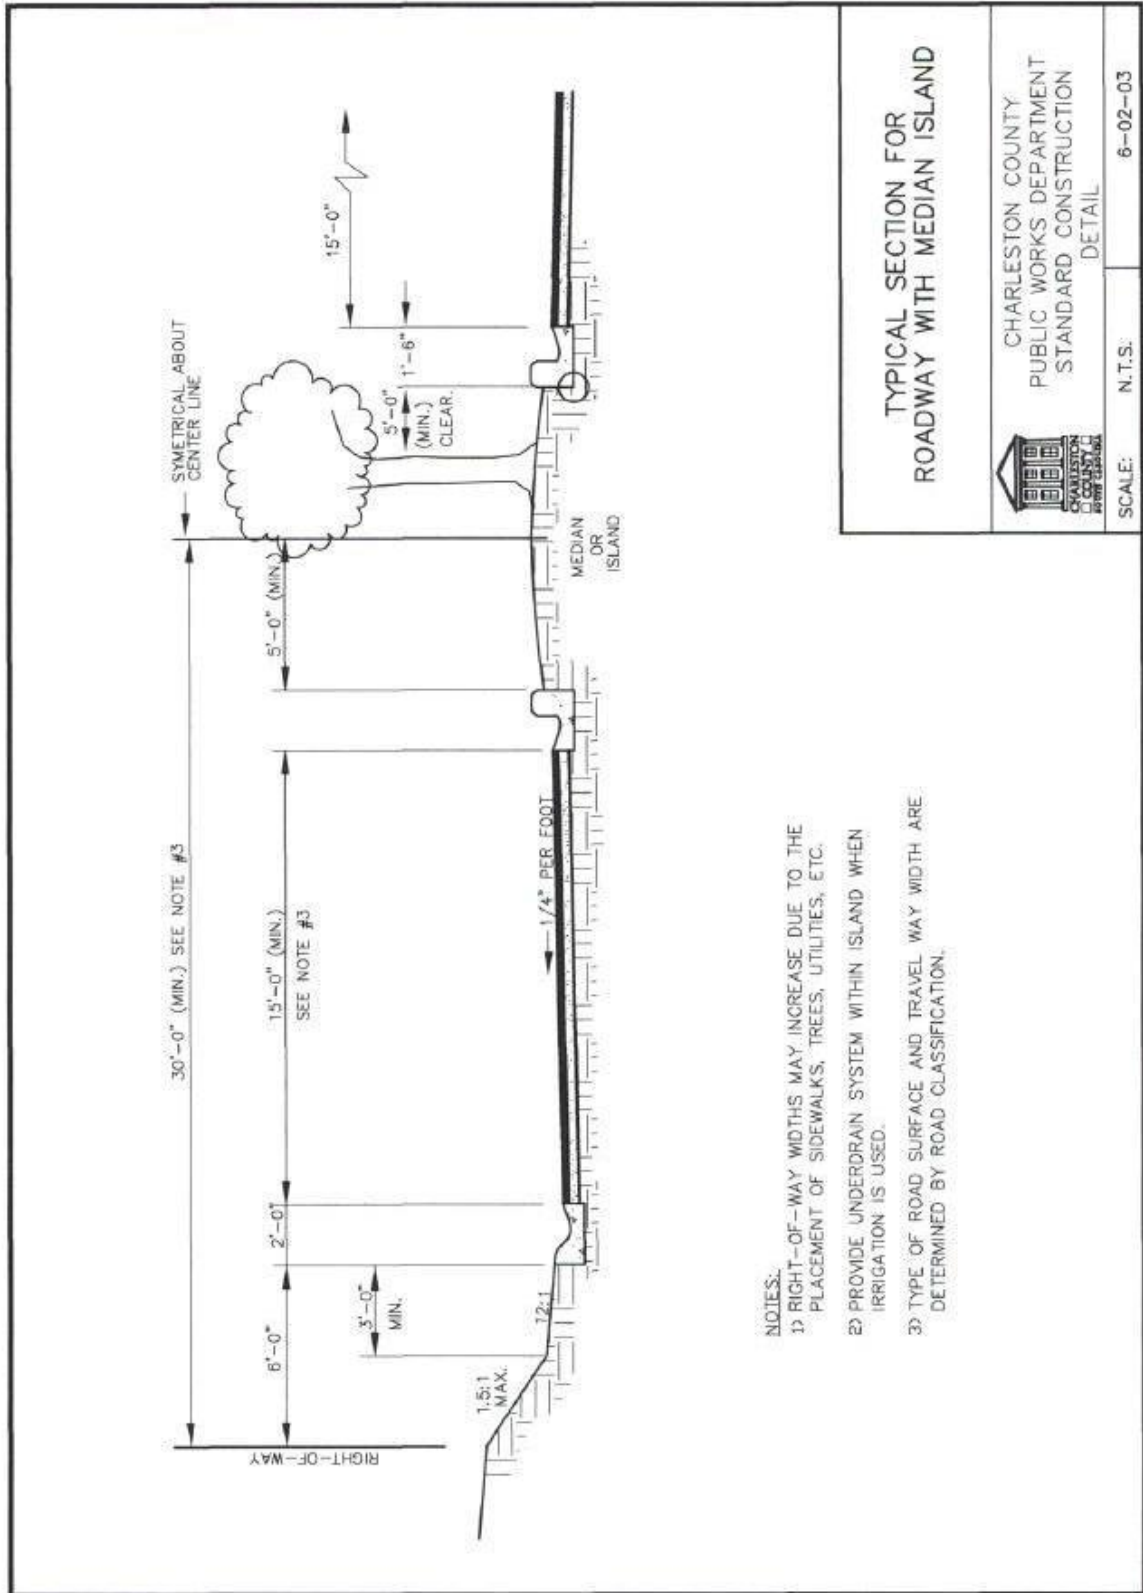 SYMETRICAL ABOUT
CENTER LINE
30'-0" (MIN.) SEE NOTE #3
15'-0"
5'-0" (MIN.)
15'-0" (MIN.)
SEE NOTE #3
2'-0"
6'-0"
3'-0"
MIN.
1'-6"
5'-0"
(MIN.)
CLEAR.
RIGHT-OF-WAY
1.5:1
MAX.
12:1
1/4" PER FOOT
MEDIAN
OR
ISLAND
NOTES:
1) RIGHT-OF-WAY WIDTHS MAY INCREASE DUE TO THE
PLACEMENT OF SIDEWALKS, TREES, UTILITIES, ETC.
2) PROVIDE UNDERDRAIN SYSTEM WITHIN ISLAND WHEN
IRRIGATION IS USED.
3) TYPE OF ROAD SURFACE AND TRAVEL WAY WIDTH ARE
DETERMINED BY ROAD CLASSIFICATION.
TYPICAL SECTION FOR
ROADWAY WITH MEDIAN ISLAND
CHARLESTON COUNTY
PUBLIC WORKS DEPARTMENT
STANDARD CONSTRUCTION
DETAIL
CHARLESTON
COUNTY
SOUTH CAROLINA
SCALE: N.T.S. 6-02-03